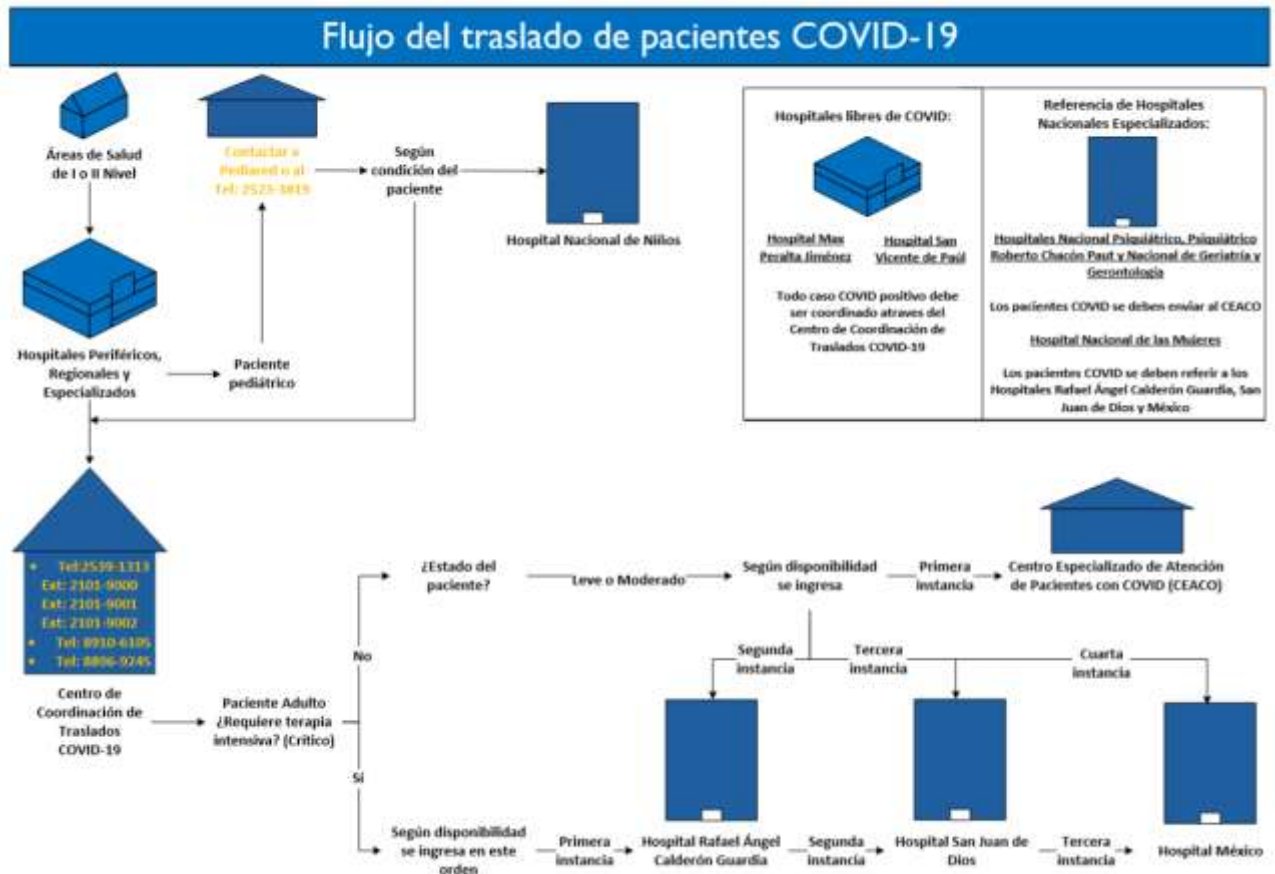 Flujo del traslado de pacientes COVID-19
Áreas de Salud
de I o II Nivel
Contactar a
Pediared o al
Tel: 2523-3819
Según
condición del
paciente
Hospital Nacional de Niños
Hospitales Periféricos,
Regionales y
Especializados
Paciente
pediátrico
Hospitales libres de COVID:
Hospital Max
Peralta Jiménez
Hospital San
Vicente de Paúl
Todo caso COVID positivo debe
ser coordinado atraves del
Centro de Coordinación de
Traslados COVID-19
Referencia de Hospitales
Nacionales Especializados:
Hospitales Nacional Psiquiátrico, Psiquiátrico
Roberto Chacón Paut y Nacional de Geriatría y
Gerontología
Los pacientes COVID se deben enviar al CEACO
Hospital Nacional de las Mujeres
Los pacientes COVID se deben referir a los
Hospitales Rafael Ángel Calderón Guardia, San
Juan de Dios y México
• Tel:2539-1313
Ext: 2101-9000
Ext: 2101-9001
Ext: 2101-9002
• Tel: 8910-6105
• Tel: 8896-9245
Centro de
Coordinación de
Traslados
COVID-19
Paciente Adulto
¿Requiere terapia
intensiva? (Crítico)
No
Sí
¿Estado del
paciente?
Leve o Moderado
Según disponibilidad
se ingresa
Primera
instancia
Centro Especializado de Atención
de Pacientes con COVID (CEACO)
Segunda
instancia
Tercera
instancia
Cuarta
instancia
Según disponibilidad
se ingresa en este
orden
Primera
instancia
Hospital Rafael Ángel
Calderón Guardia
Segunda
instancia
Hospital San Juan de
Dios
Tercera
instancia
Hospital México